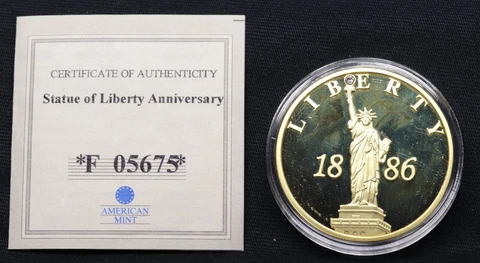 CERTIFICATE OF AUTHENTICITY
Statue of Liberty Anniversary
*F 05675*
AMERICAN
MINT
LIBERTY
1886